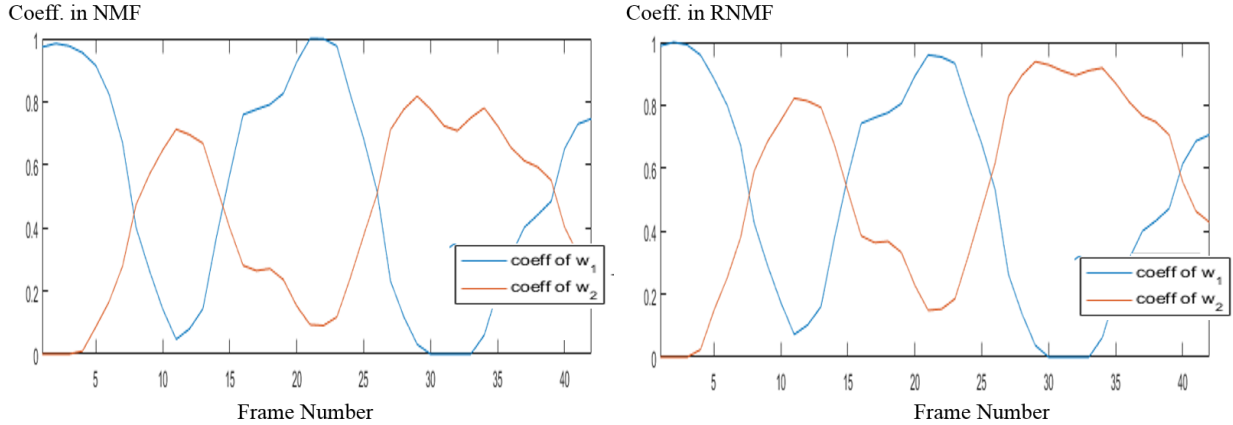 Coeff. in NMF
1
0.8
0.6
0.4
0.2
0
5 10 15 20 25 30 35 40
coeff of w1
coeff of w2
Frame Number
Coeff. in RNMF
1
0.8
0.6
0.4
0.2
0
5 10 15 20 25 30 35 40
coeff of w1
coeff of w2
Frame Number